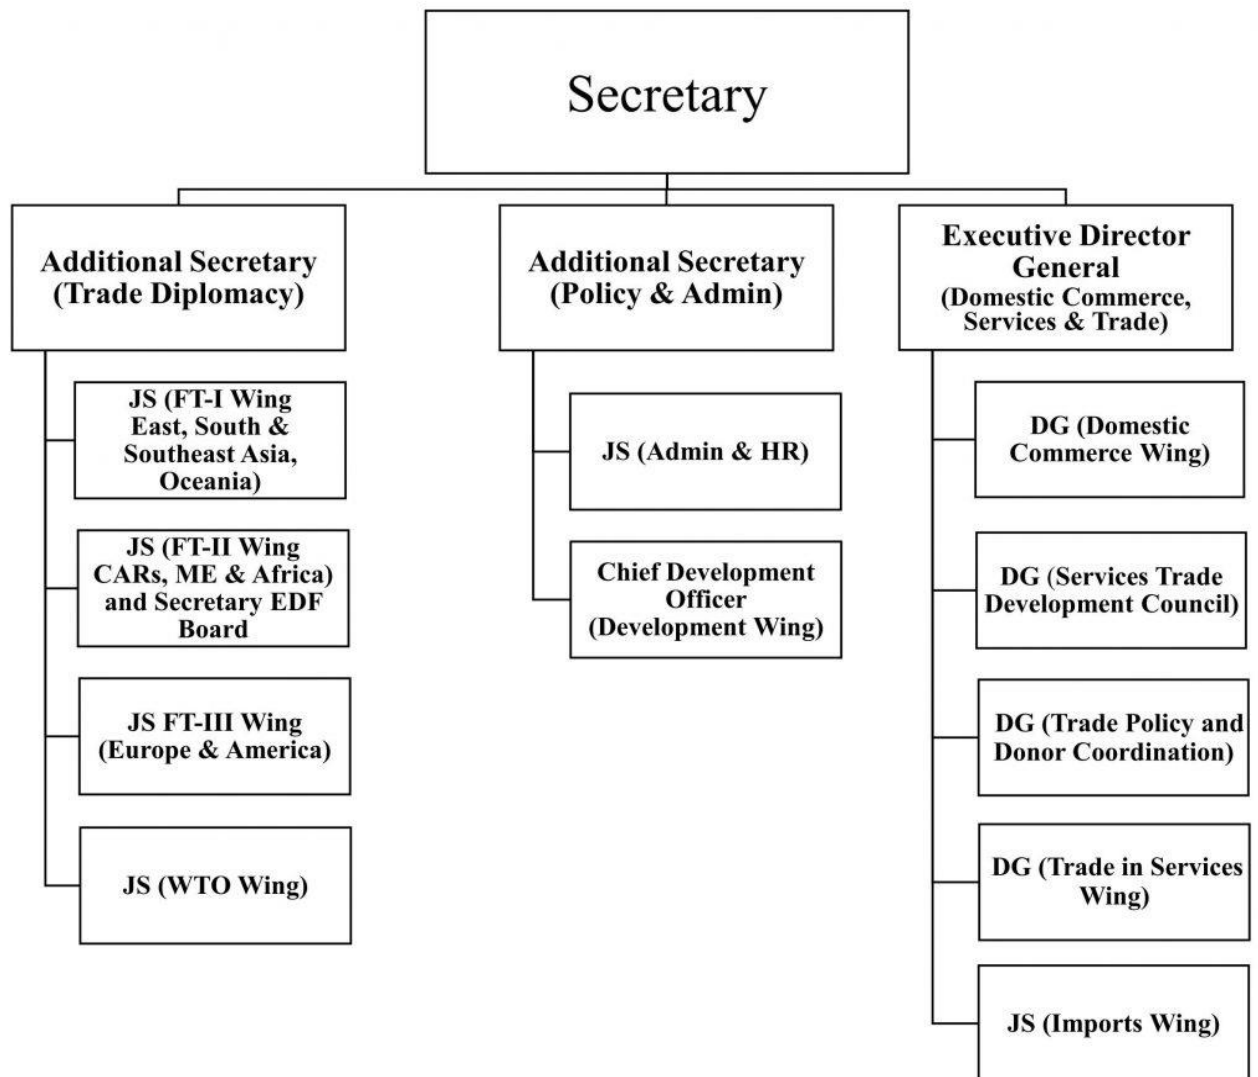 Secretary
Additional Secretary
(Trade Diplomacy)
JS (FT-I Wing
East, South &
Southeast Asia,
Oceania)
JS (FT-II Wing
CARs, ME & Africa)
and Secretary EDF
Board
JS FT-III Wing
(Europe & America)
JS (WTO Wing)
Additional Secretary
(Policy & Admin)
JS (Admin & HR)
Chief Development
Officer
(Development Wing)
Executive Director
General
(Domestic Commerce,
Services & Trade)
DG (Domestic
Commerce Wing)
DG (Services Trade
Development Council)
DG (Trade Policy and
Donor Coordination)
DG (Trade in Services
Wing)
JS (Imports Wing)